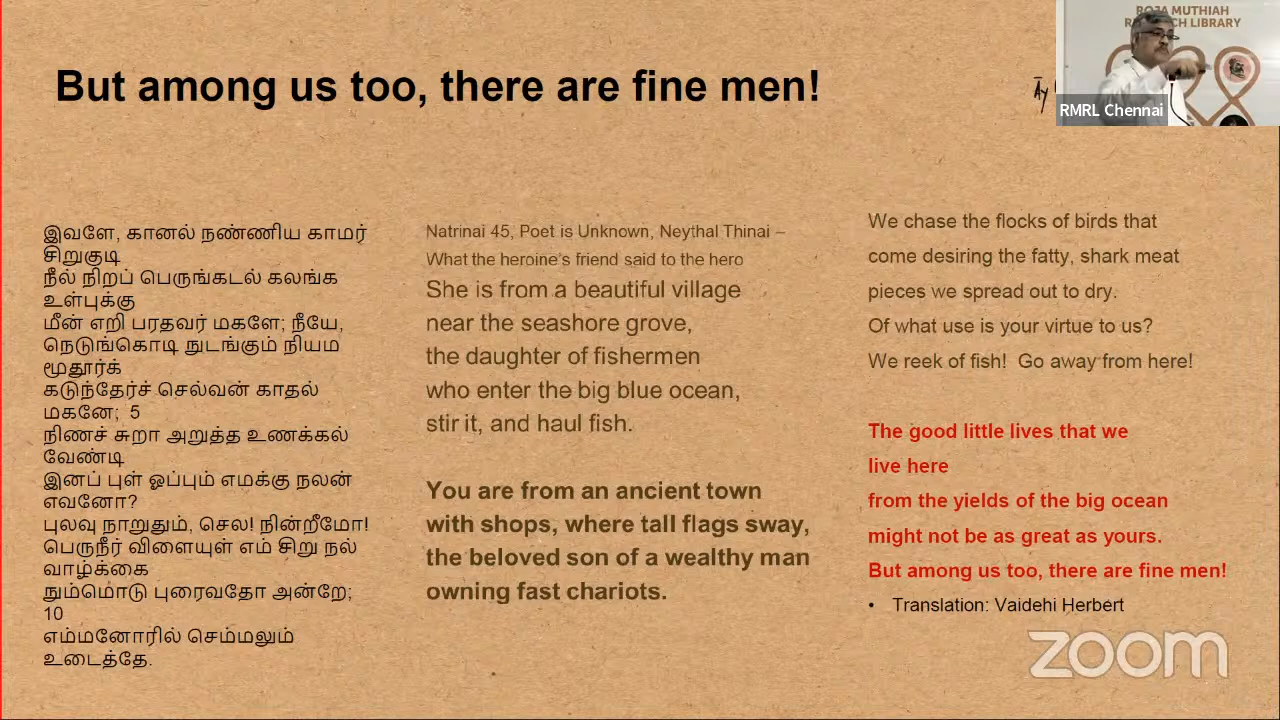 But among us too, there are fine men!
ROJA MUTHIAH
RESEARCH LIBRARY
RMRL Chennai
இவளே, கானல் நண்ணிய காமர்
சிறுகுடி
நீல் நிறப் பெருங்கடல் கலங்க
உள்புக்கு
மீன் எறி பரதவர் மகளே; நீயே,
நெடுங்கொடி நுடங்கும் நியம
மூதூர்க்
கடுந்தேர்ச் செல்வன் காதல்
மகனே; 5
நிணச் சுறா அறுத்த உணக்கல்
வேண்டி
இனப் புள் ஓப்பும் எமக்கு நலன்
எவனோ?
புலவு நாறுதும், செல! நின்றீமோ!
பெருநீர் விளையுள் எம் சிறு நல்
வாழ்க்கை
நும்மொடு புரைவதோ அன்றே;
10
எம்மனோரில் செம்மலும்
உடைத்தே.
Natrinai 45, Poet is Unknown, Neythal Thinai –
What the heroine's friend said to the hero
She is from a beautiful village
near the seashore grove,
the daughter of fishermen
who enter the big blue ocean,
stir it, and haul fish.
You are from an ancient town
with shops, where tall flags sway,
the beloved son of a wealthy man
owning fast chariots.
We chase the flocks of birds that
come desiring the fatty, shark meat
pieces we spread out to dry.
Of what use is your virtue to us?
We reek of fish! Go away from here!
The good little lives that we
live here
from the yields of the big ocean
might not be as great as yours.
But among us too, there are fine men!
• Translation: Vaidehi Herbert
zoom